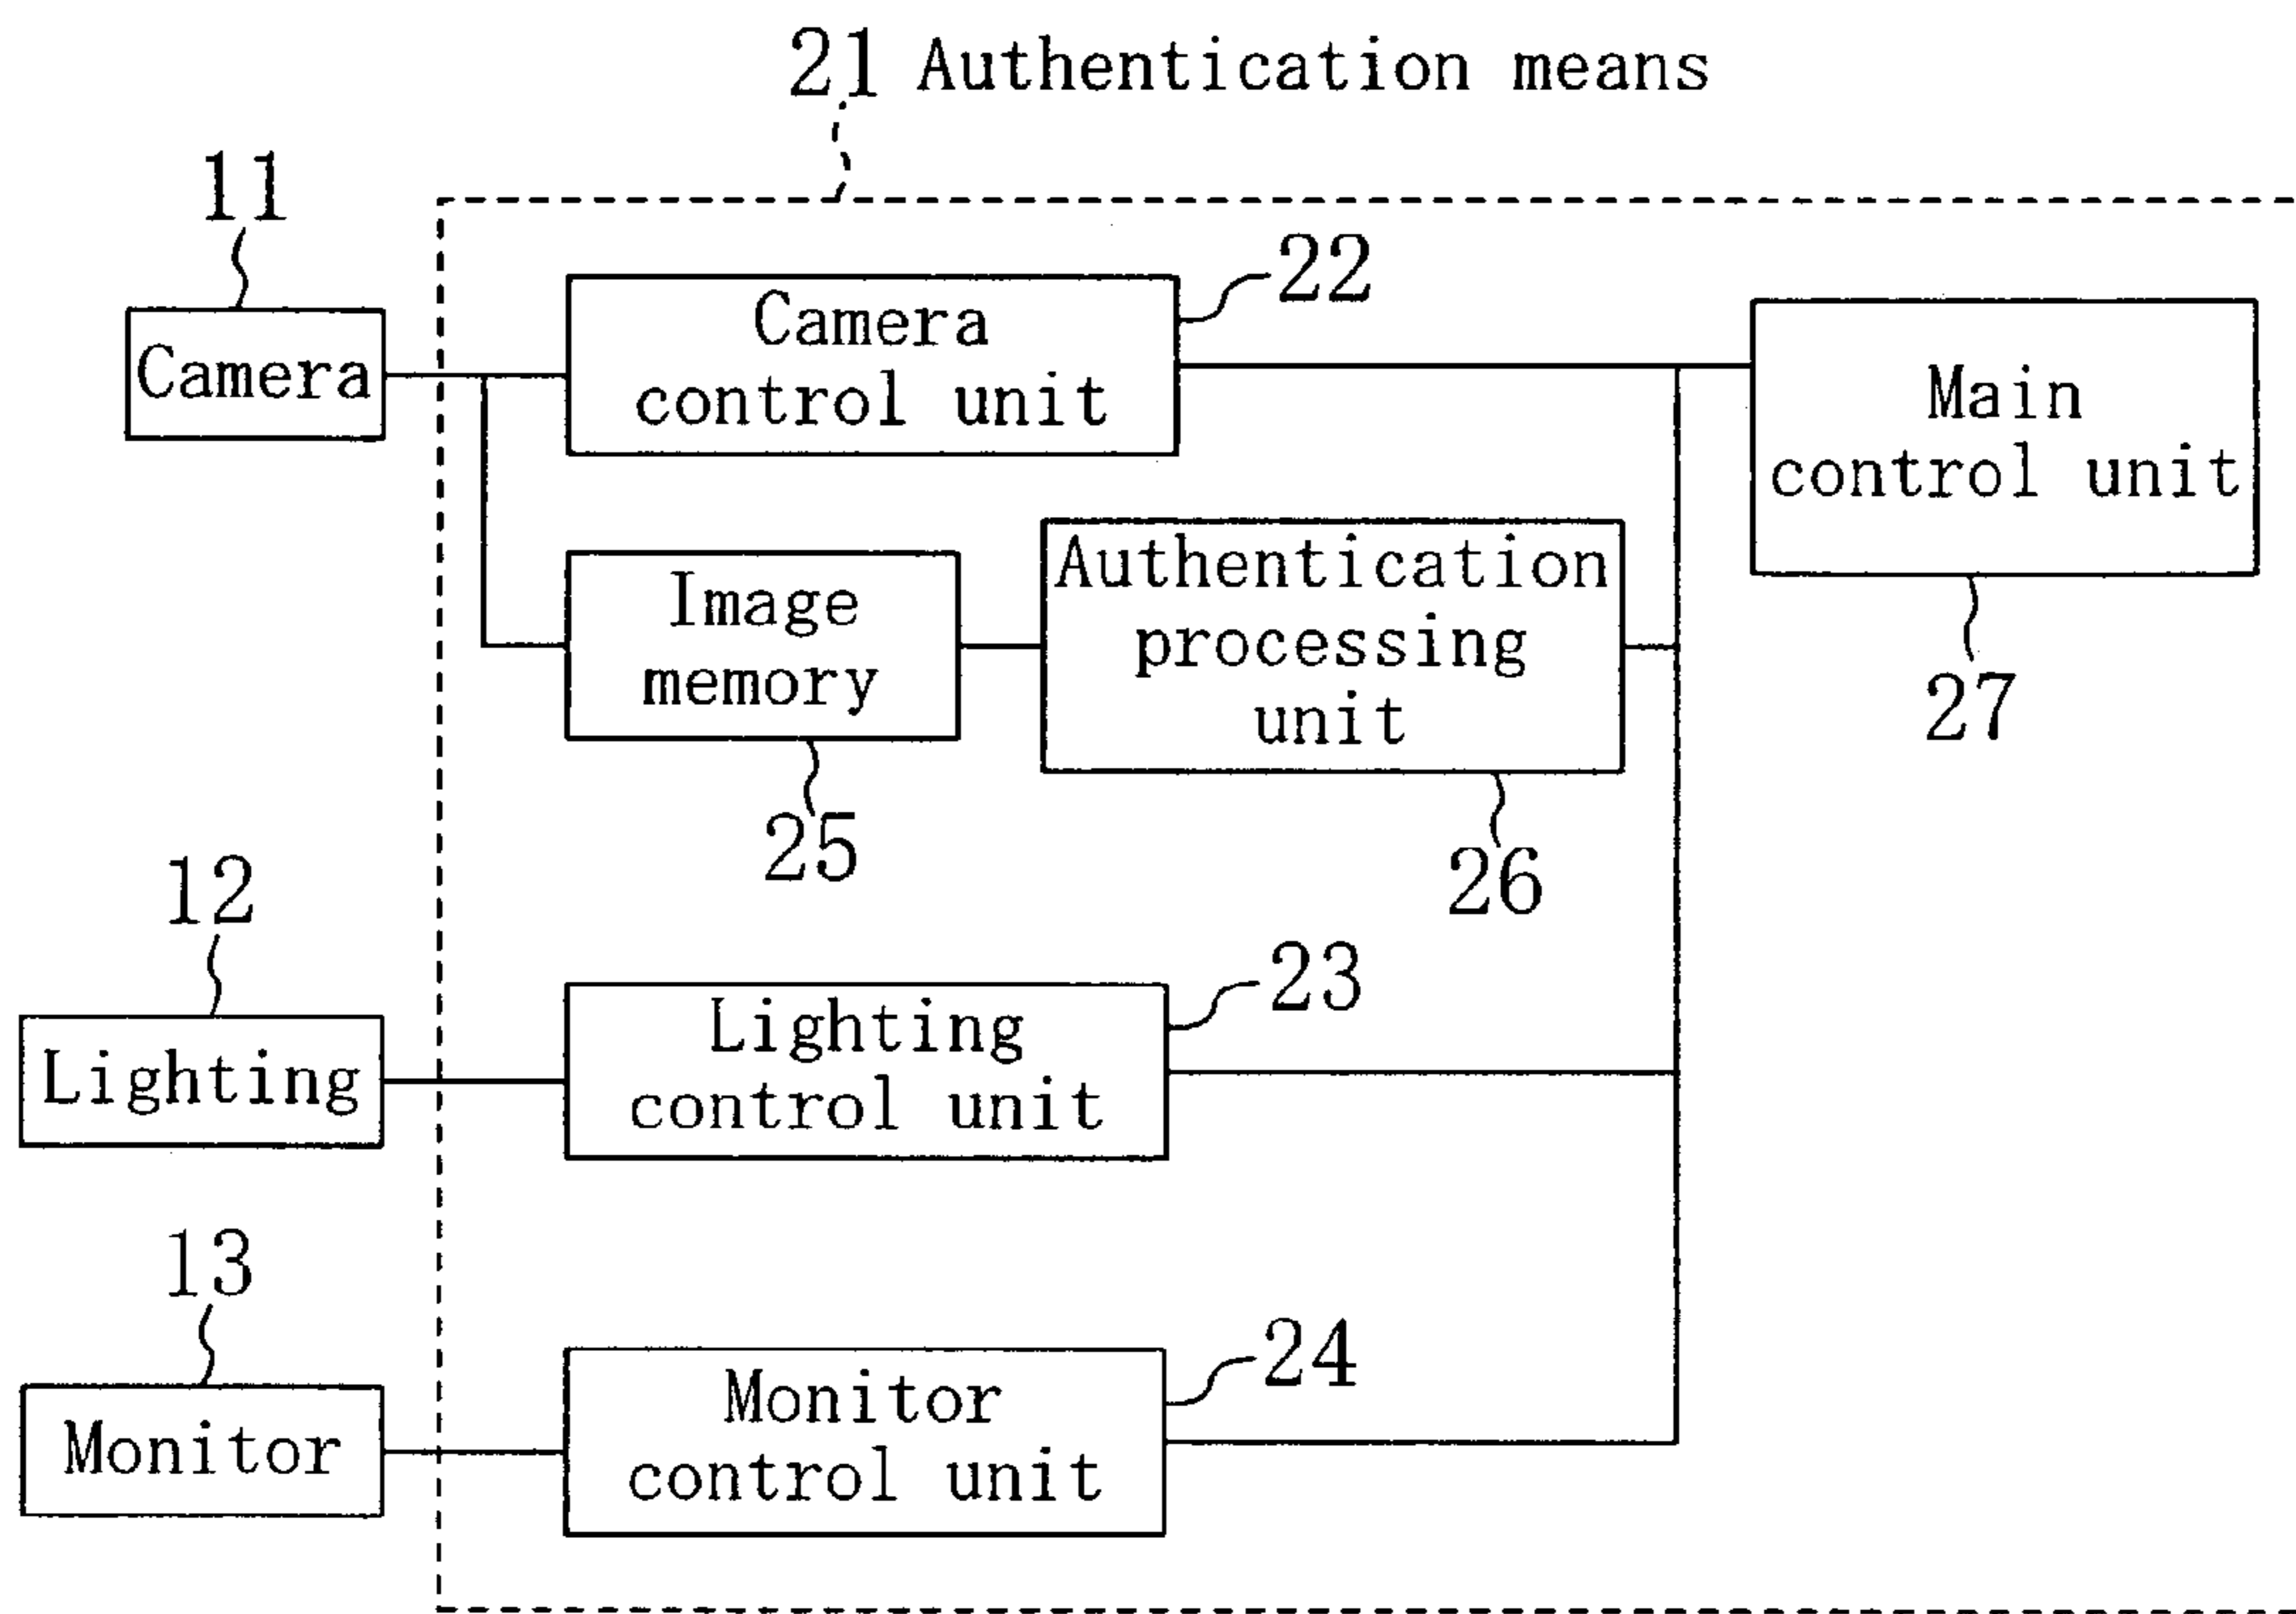 21 Authentication means
11
Camera
22
Camera
control unit
Main
control unit
27
Image
memory
25
Authentication
processing
unit
26
12
Lighting
23
Lighting
control unit
13
Monitor
24
Monitor
control unit